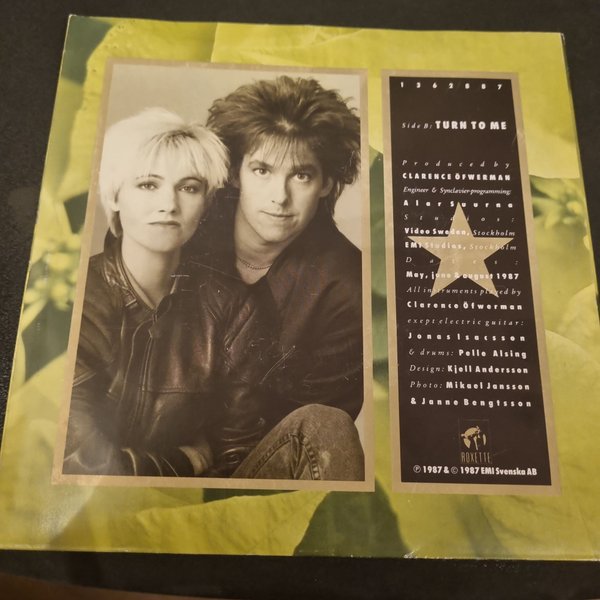 1362887
Side B: TURN TO ME
Produced by
CLARENCE ÖFWERMAN
Engineer & Synclavier-programming:
Alar Suurna
Studios:
Video Sweden, Stockholm
EMI Studios, Stockholm
Dates:
May, june & august 1987
All instruments played by
Clarence Öfwerman
exept electric guitar:
Jonas Isacsson
& drums: Pelle Alsing
Design: Kjell Andersson
Photo: Mikael Jansson
& Janne Bengtsson
ROXETTE
℗ 1987 & © 1987 EMI Svenska AB